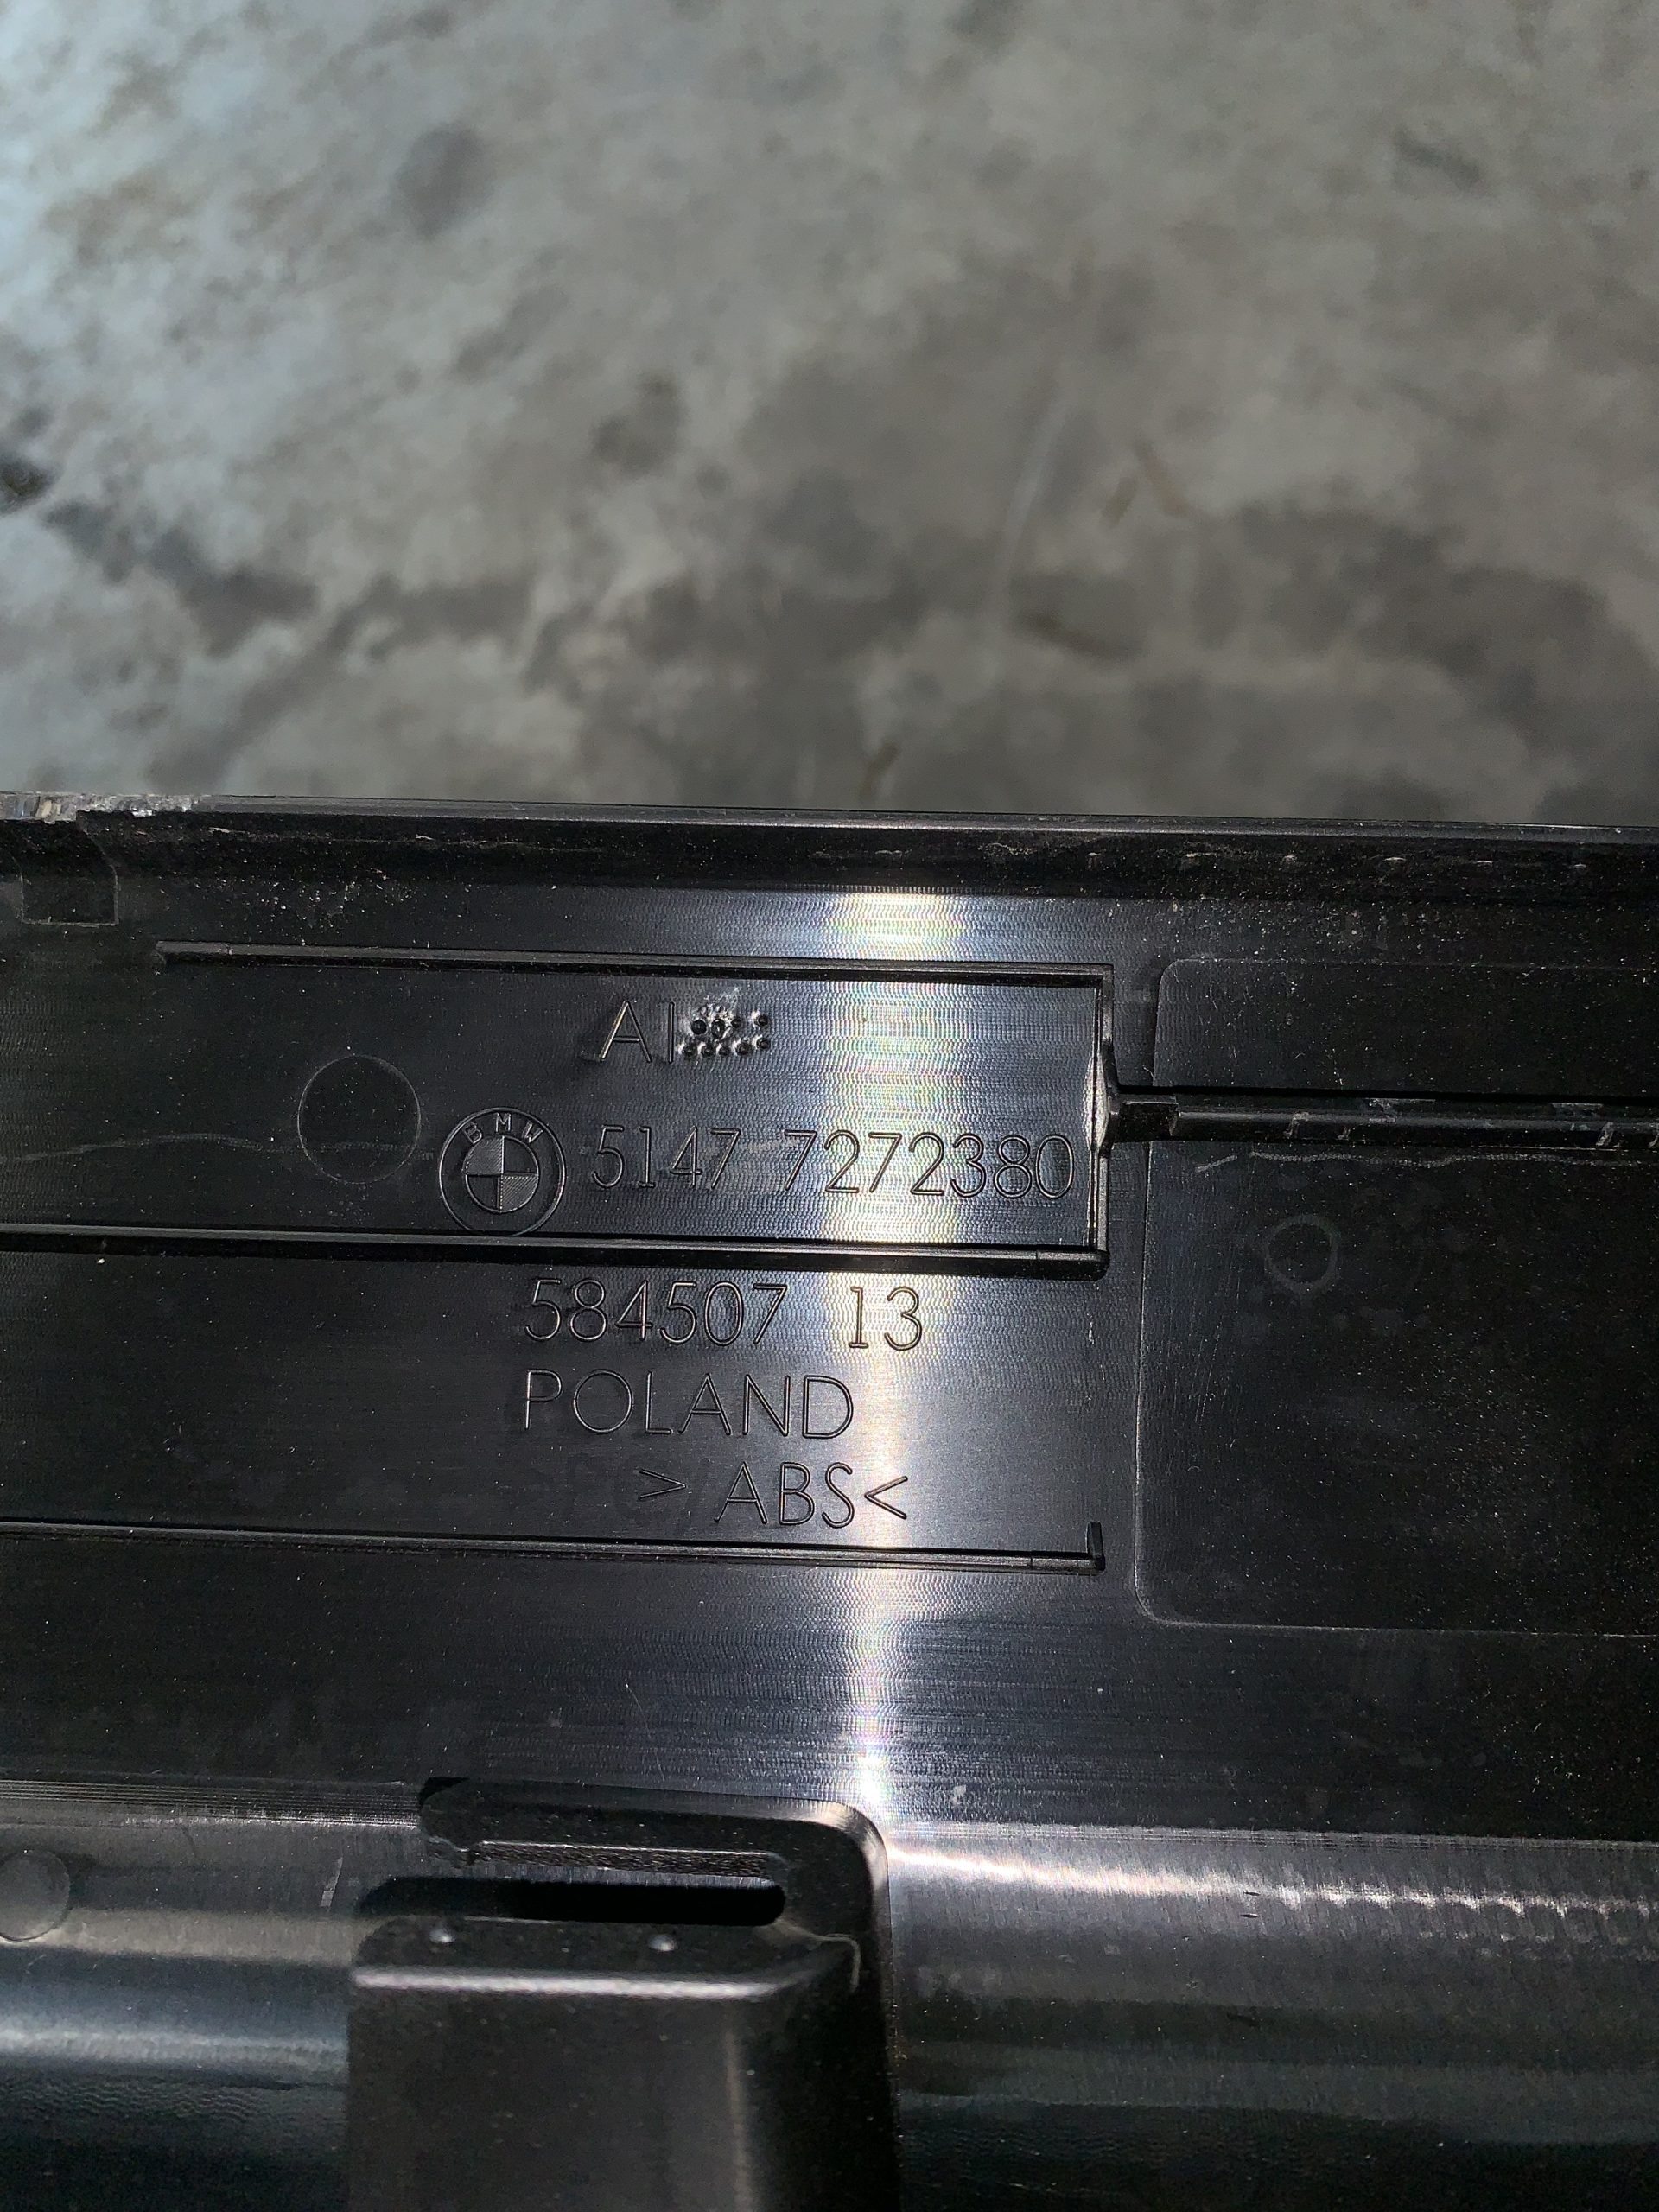 AI
BMW
5147 7272380
584507 13
POLAND
> ABS<